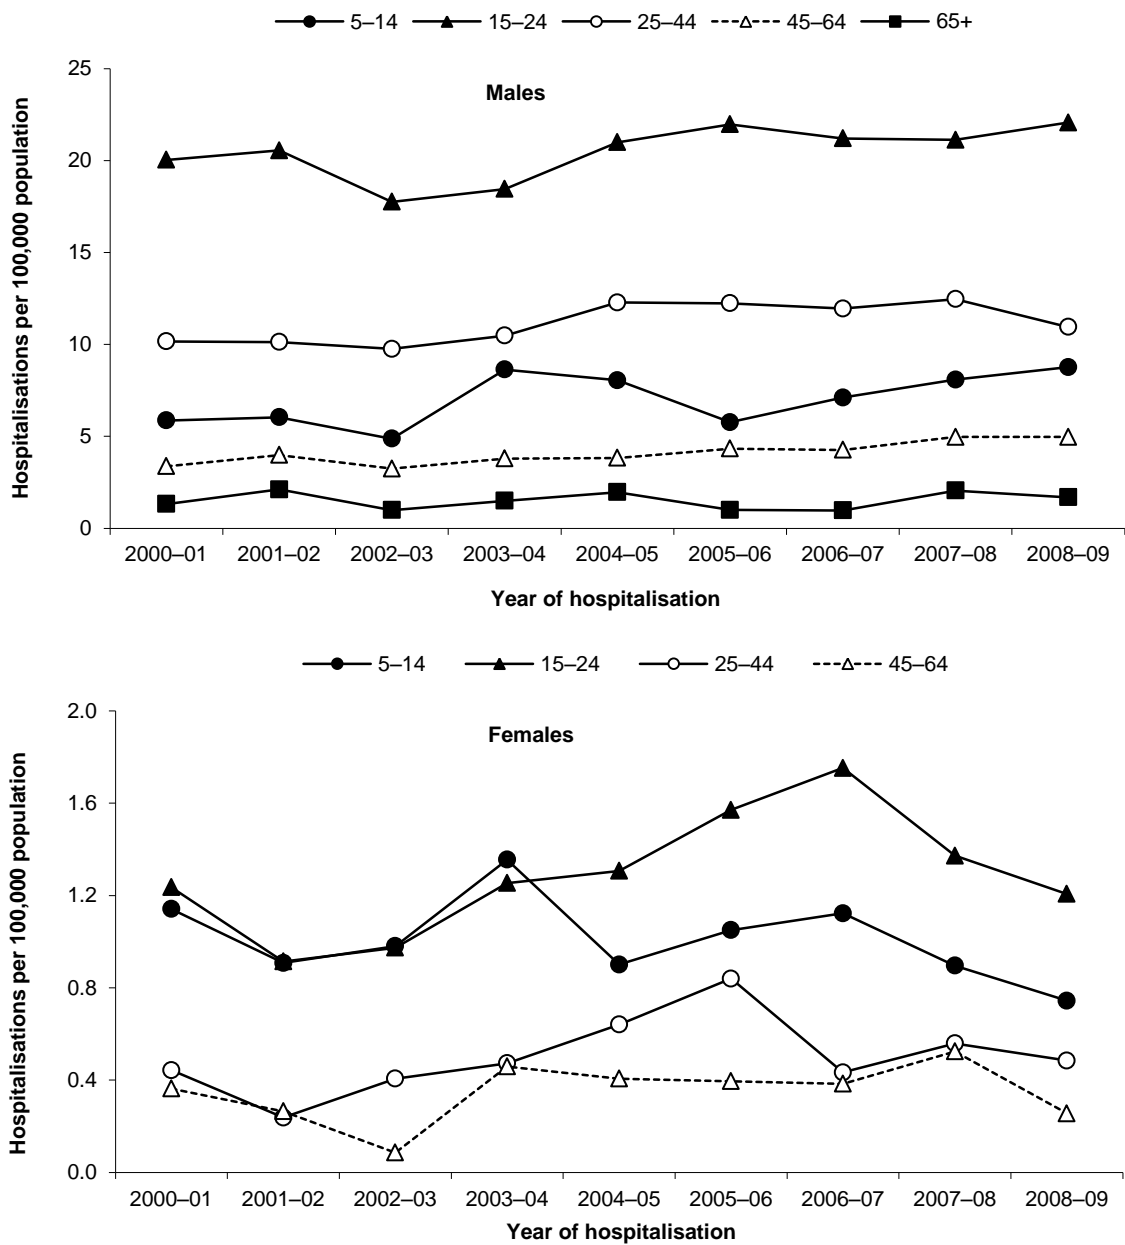 5–14 15–24 25–44 45–64 65+
Males
Hospitalisations per 100,000 population
25
20
15
10
5
0
2000–01 2001–02 2002–03 2003–04 2004–05 2005–06 2006–07 2007–08 2008–09
Year of hospitalisation
5–14 15–24 25–44 45–64
Females
Hospitalisations per 100,000 population
2.0
1.6
1.2
0.8
0.4
0.0
2000–01 2001–02 2002–03 2003–04 2004–05 2005–06 2006–07 2007–08 2008–09
Year of hospitalisation